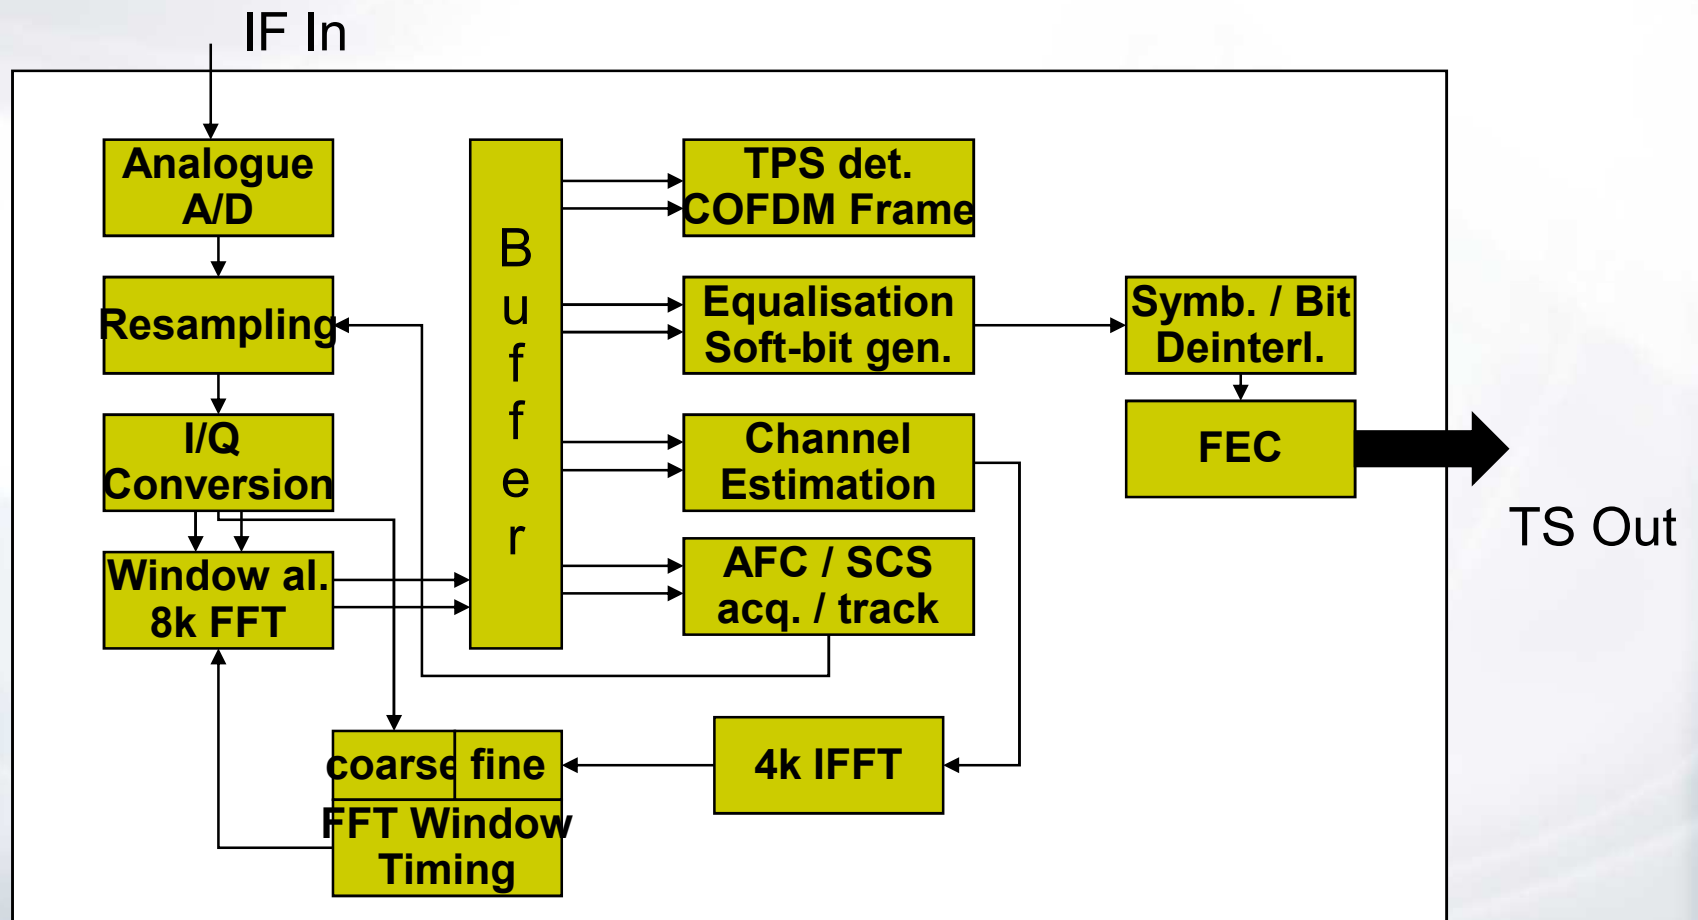 IF In
Analogue
A/D
Resampling
I/Q
Conversion
Window al.
8k FFT
B
u
f
f
e
r
TPS det.
COFDM Frame
Equalisation
Soft-bit gen.
Channel
Estimation
AFC / SCS
acq. / track
Symb. / Bit
Deinterl.
FEC
TS Out
coarse
fine
FFT Window
Timing
4k IFFT